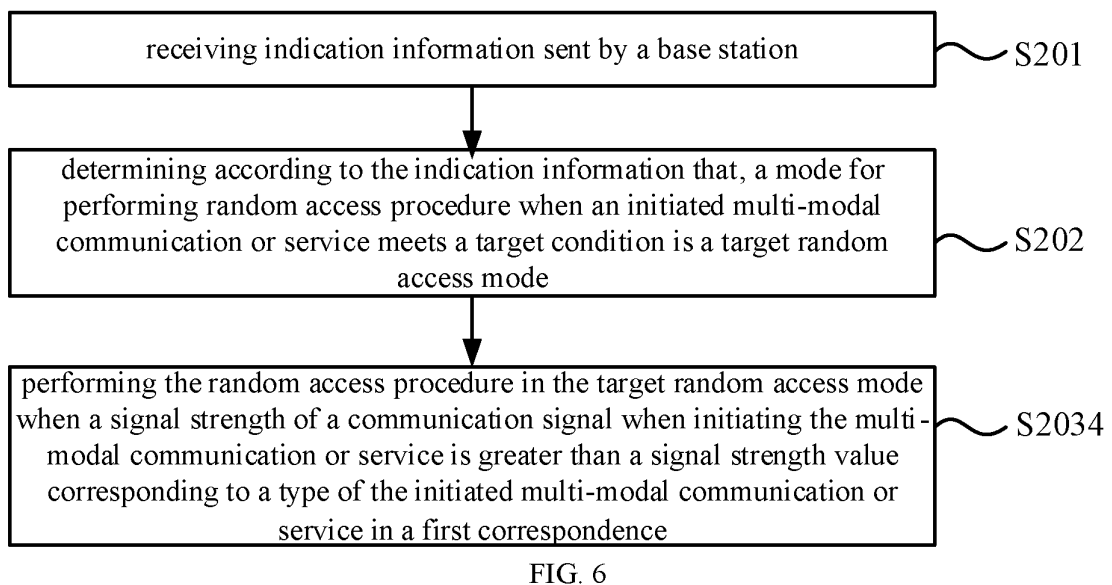 receiving indication information sent by a base station
S201
determining according to the indication information that, a mode for
performing random access procedure when an initiated multi-modal
communication or service meets a target condition is a target random
access mode
S202
performing the random access procedure in the target random access mode
when a signal strength of a communication signal when initiating the multi-
modal communication or service is greater than a signal strength value
corresponding to a type of the initiated multi-modal communication or
service in a first correspondence
S2034
FIG. 6